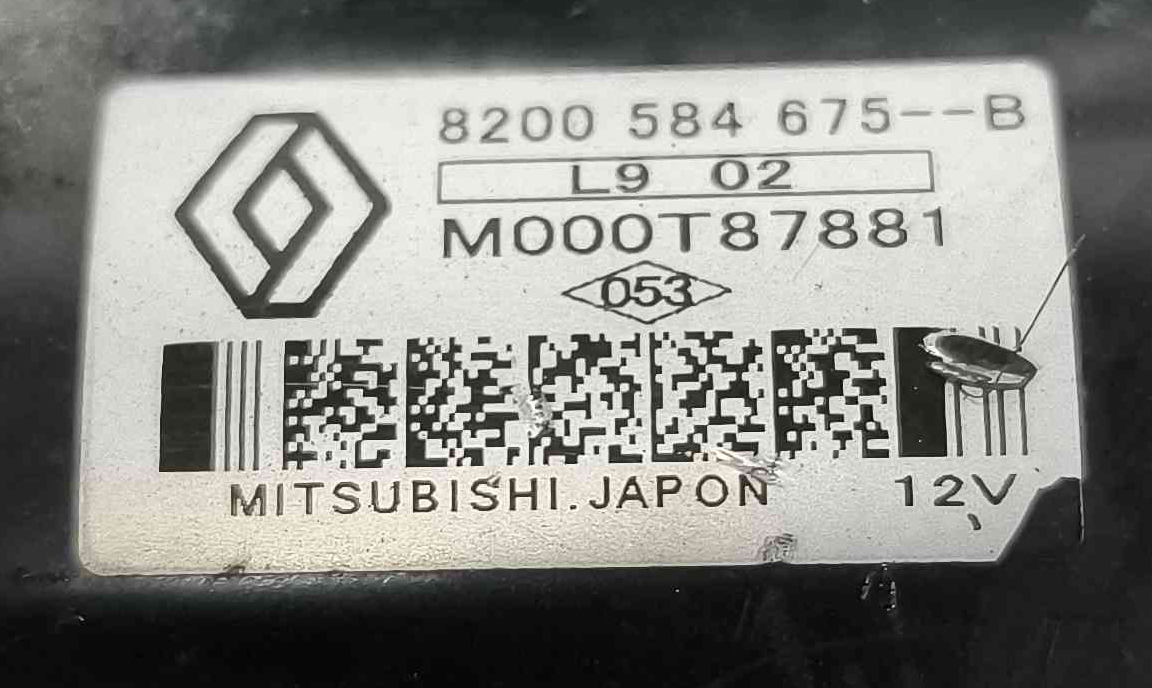 8200 584 675--B
L9 02
M000T87881
053
MITSUBISHI.JAPON 12V